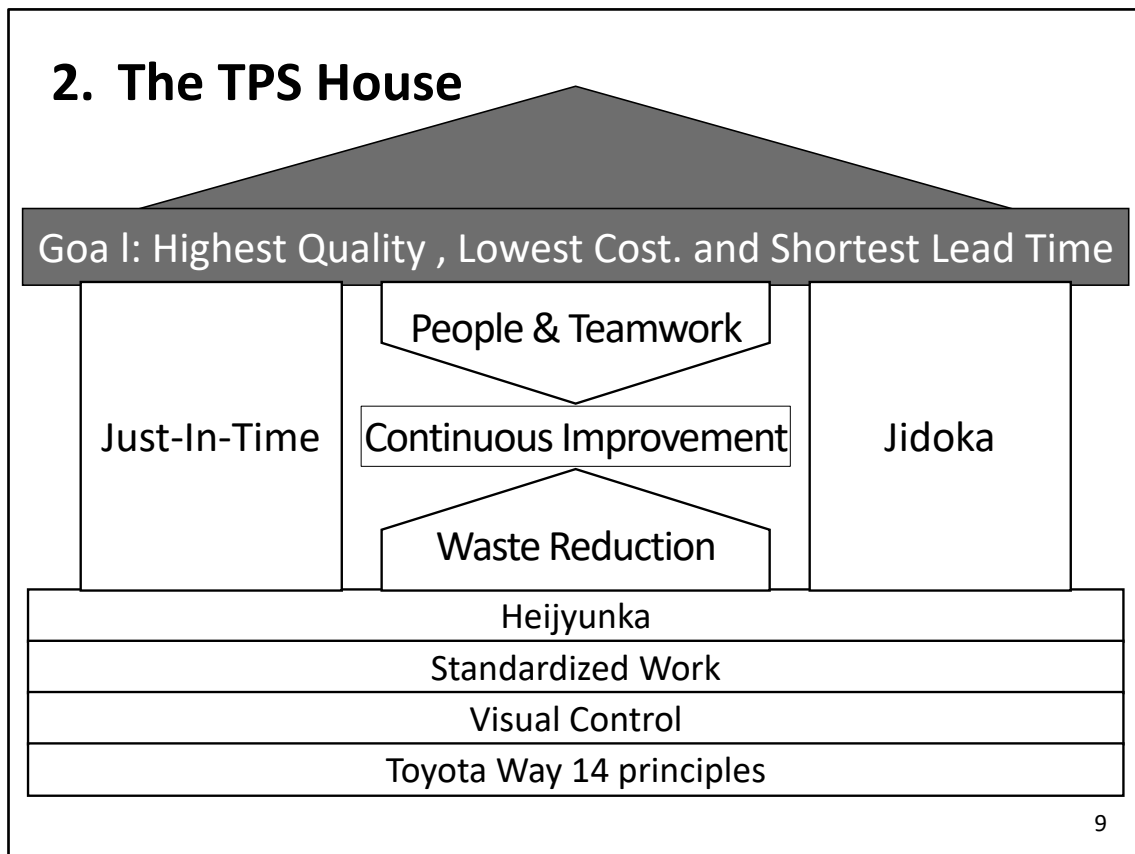 2. The TPS House
Goa l: Highest Quality , Lowest Cost. and Shortest Lead Time
People & Teamwork
Just-In-Time
Continuous Improvement
Jidoka
Waste Reduction
Heijyunka
Standardized Work
Visual Control
Toyota Way 14 principles
9